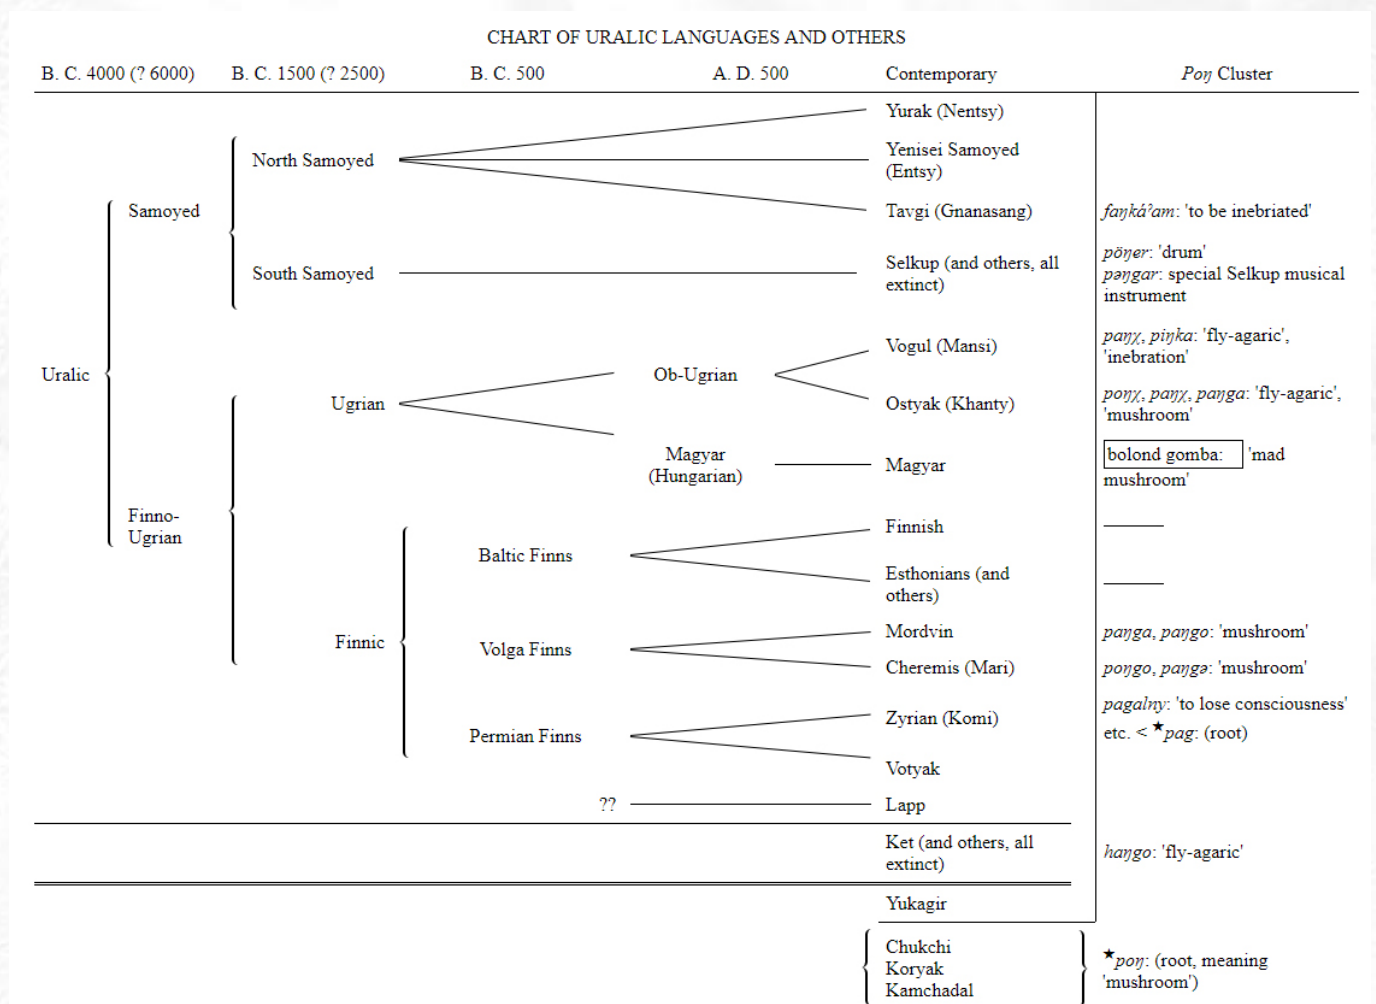 CHART OF URALIC LANGUAGES AND OTHERS
B. C. 4000 (? 6000) B. C. 1500 (? 2500) B. C. 500 A. D. 500 Contemporary Poŋ Cluster
Yurak (Nentsy)
North Samoyed
Yenisei Samoyed
(Entsy)
Samoyed
Tavgi (Gnanasang) faŋkáˀam: 'to be inebriated'
South Samoyed
Selkup (and others, all
extinct)
pöŋer: 'drum'
pəŋgar: special Selkup musical
instrument
Uralic
Ugrian
Ob-Ugrian
Vogul (Mansi)
paŋχ, piŋka: 'fly-agaric',
'inebration'
Ostyak (Khanty)
poŋχ, paŋχ, paŋga: 'fly-agaric',
'mushroom'
Magyar
(Hungarian)
Magyar
bolond gomba: 'mad
mushroom'
Finno-
Ugrian
Finnic
Baltic Finns
Finnish
Esthonians (and
others)
Volga Finns
Mordvin paŋga, paŋgo: 'mushroom'
Cheremis (Mari) poŋgo, paŋgə: 'mushroom'
Permian Finns
Zyrian (Komi)
pagalny: 'to lose consciousness'
etc. < ★pag: (root)
Votyak
?? Lapp
Ket (and others, all
extinct)
haŋgo: 'fly-agaric'
Yukagir
Chukchi
Koryak
Kamchadal
★poŋ: (root, meaning
'mushroom')